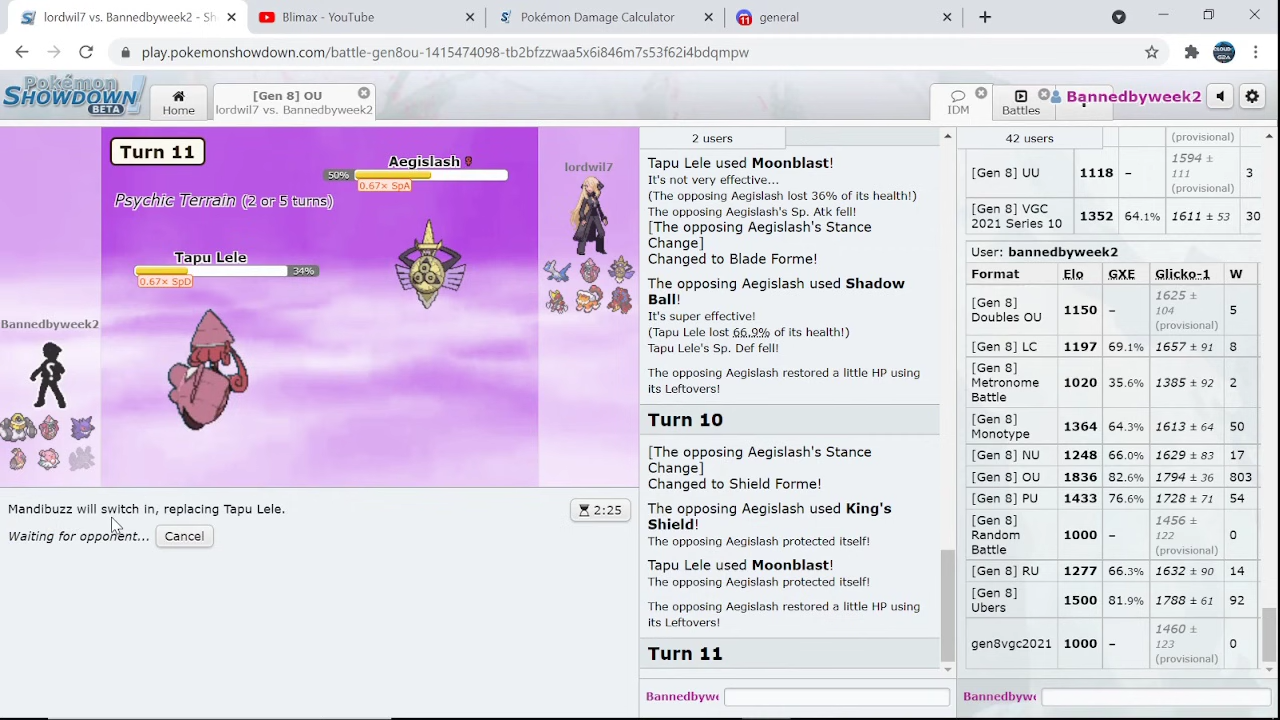 lordwil7 vs. Bannedbyweek2 - Sh
Blimax - YouTube
Pokémon Damage Calculator
general
play.pokemonshowdown.com/battle-gen8ou-1415474098-tb2bfzzwaa5x6i846m7s53f62i4bdqmpw
Pokémon
SHOWDOWN!
BETA
Home
[Gen 8] OU
lordwil7 vs. Bannedbyweek2
IDM
Battles
Bannedbyweek2
Turn 11
Psychic Terrain (2 or 5 turns)
Aegislash
50%
0.67× SpA
Tapu Lele
34%
0.67× SpD
lordwil7
Bannedbyweek2
Mandibuzz will switch in, replacing Tapu Lele.
Waiting for opponent...
Cancel
2:25
2 users
Tapu Lele used Moonblast!
It's not very effective...
(The opposing Aegislash lost 36% of its health!)
The opposing Aegislash's Sp. Atk fell!
[The opposing Aegislash's Stance
Change]
Changed to Blade Forme!
The opposing Aegislash used Shadow
Ball!
It's super effective!
(Tapu Lele lost 66.9% of its health!)
Tapu Lele's Sp. Def fell!
The opposing Aegislash restored a little HP using
its Leftovers!
Turn 10
[The opposing Aegislash's Stance
Change]
Changed to Shield Forme!
The opposing Aegislash used King's
Shield!
The opposing Aegislash protected itself!
Tapu Lele used Moonblast!
The opposing Aegislash protected itself!
The opposing Aegislash restored a little HP using
its Leftovers!
Turn 11
Bannedbywe
42 users
(provisional)
[Gen 8] UU 1118 – 1594 ± 111 (provisional) 3
[Gen 8] VGC 2021 Series 10 1352 64.1% 1611 ± 53 30
User: bannedbyweek2
Format Elo GXE Glicko-1 W
[Gen 8] Doubles OU 1150 – 1625 ± 104 (provisional) 5
[Gen 8] LC 1197 69.1% 1657 ± 91 8
[Gen 8] Metronome Battle 1020 35.6% 1385 ± 92 2
[Gen 8] Monotype 1364 64.3% 1613 ± 64 50
[Gen 8] NU 1248 66.0% 1629 ± 83 17
[Gen 8] OU 1836 82.6% 1794 ± 36 803
[Gen 8] PU 1433 76.6% 1728 ± 71 54
[Gen 8] Random Battle 1000 – 1456 ± 122 (provisional) 0
[Gen 8] RU 1277 66.3% 1632 ± 90 14
[Gen 8] Ubers 1500 81.9% 1788 ± 61 92
gen8vgc2021 1000 – 1460 ± 123 (provisional) 0
Bannedbywe